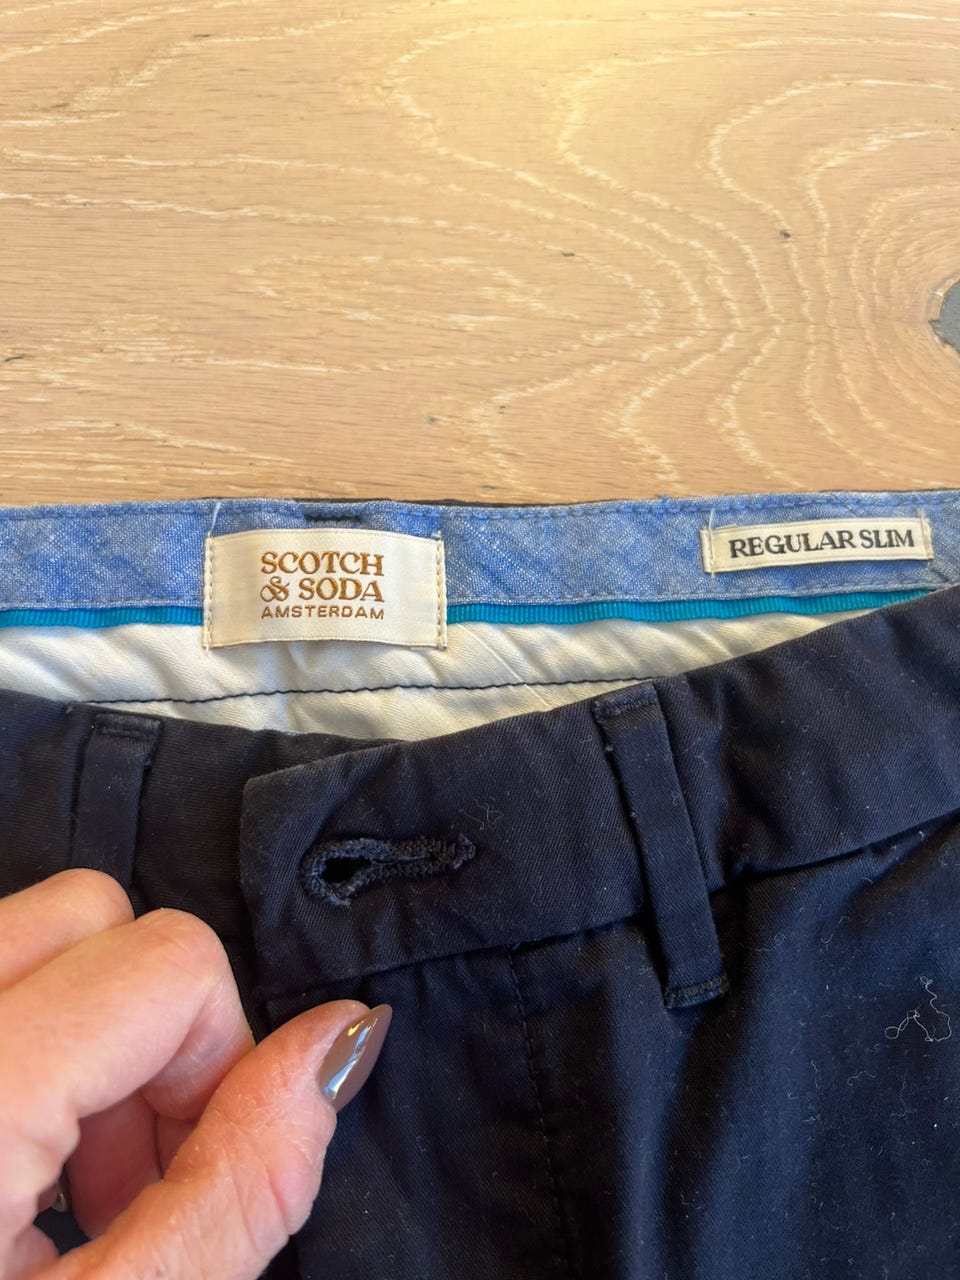 SCOTCH
& SODA
AMSTERDAM
REGULAR SLIM